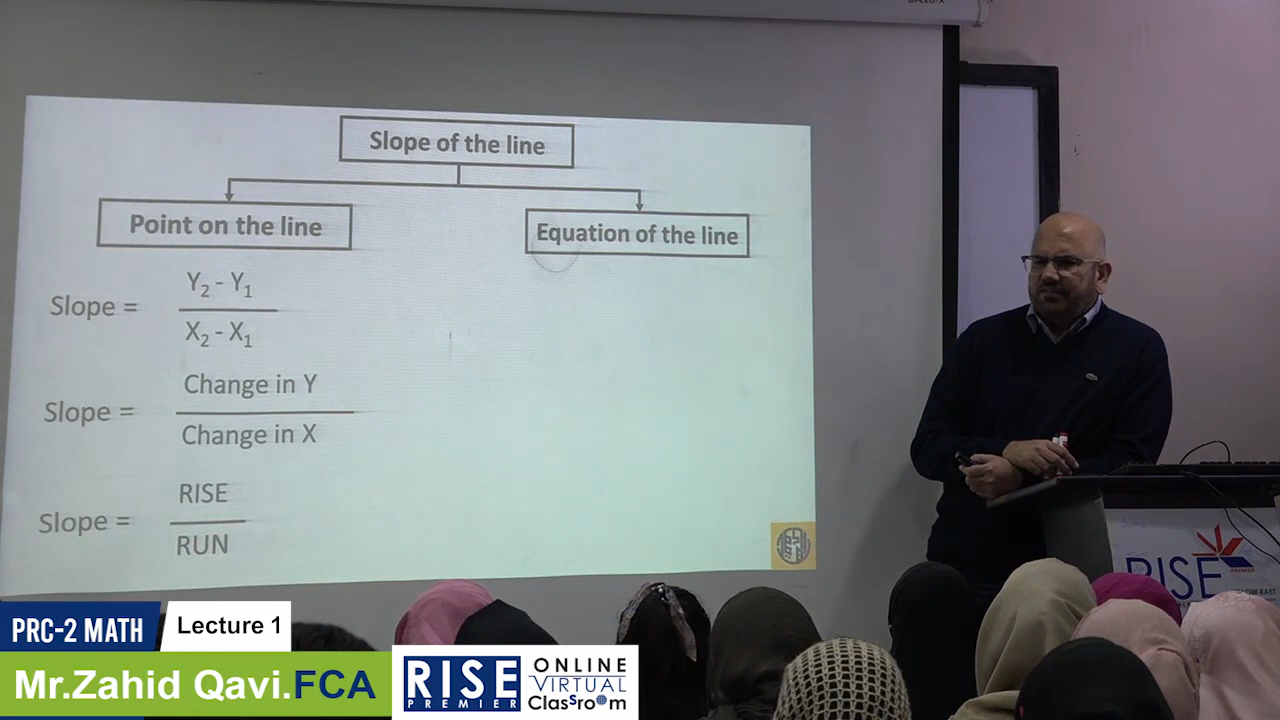 Slope of the line
Point on the line
Equation of the line
Slope = Y2 - Y1
X2 - X1
Slope = Change in Y
Change in X
Slope = RISE
RUN
RISE
PREMIER
PRC-2 MATH
Lecture 1
Mr.Zahid Qavi.FCA
RISE
PREMIER
ONLINE
VIRTUAL
Classroom